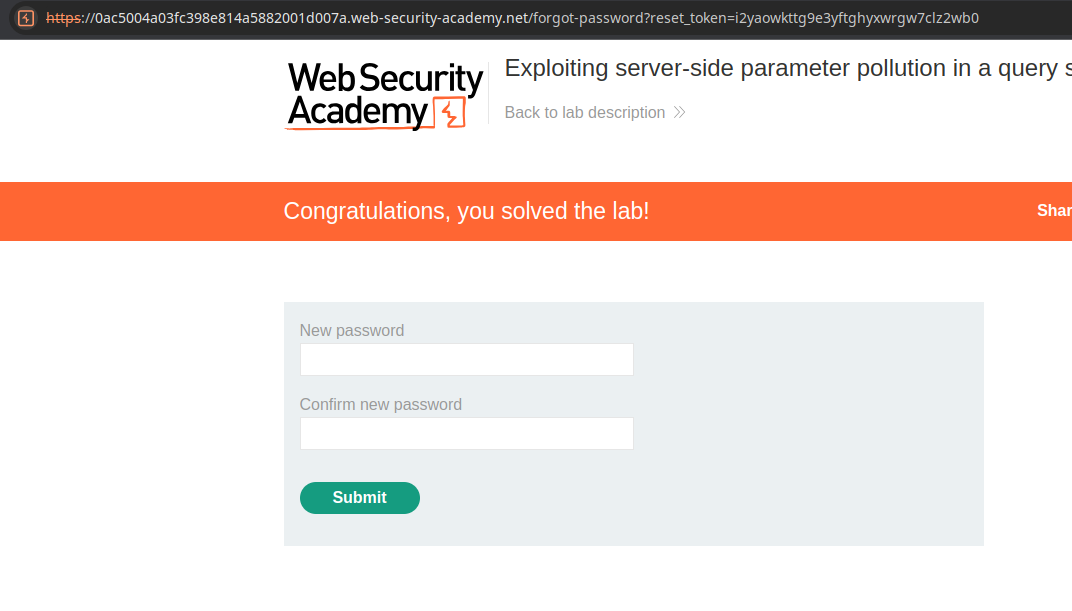 https://0ac5004a03fc398e814a5882001d007a.web-security-academy.net/forgot-password?reset_token=i2yaowkttg9e3yftghyxwrgw7clz2wb0
Web Security
Academy
Exploiting server-side parameter pollution in a query s
Back to lab description
Congratulations, you solved the lab!
Shar
New password
Confirm new password
Submit